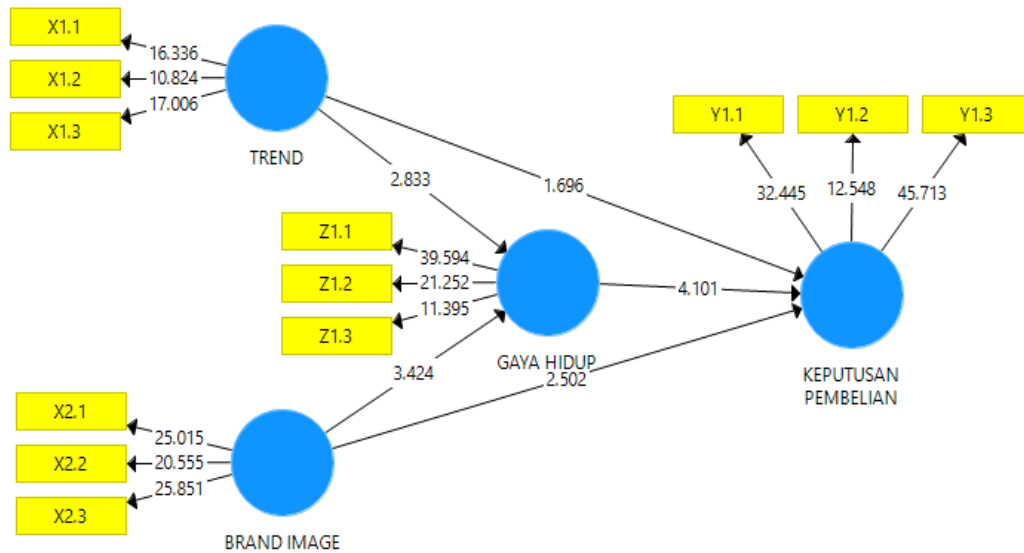 X1.1
16.336
X1.2
10.824
X1.3
17.006
TREND
Y1.1
Y1.2
Y1.3
32.445
12.548
45.713
2.833
1.696
Z1.1
39.594
Z1.2
21.252
Z1.3
11.395
4.101
GAYA HIDUP
3.424
2.502
KEPUTUSAN
PEMBELIAN
X2.1
25.015
X2.2
20.555
X2.3
25.851
BRAND IMAGE